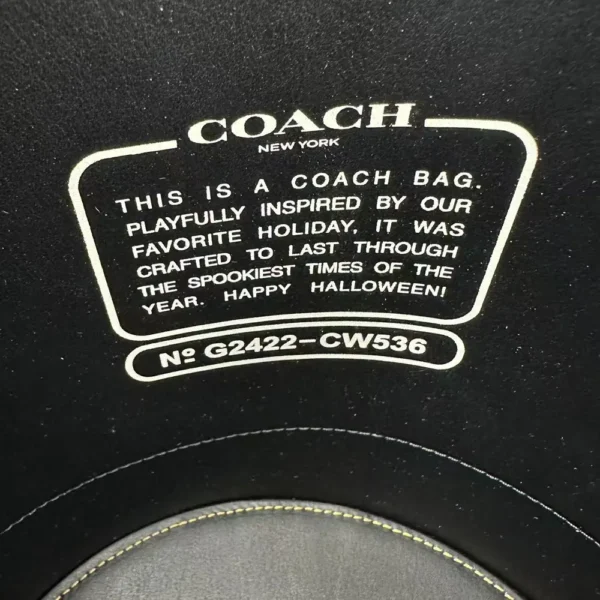 COACH
NEW YORK
THIS IS A COACH BAG.
PLAYFULLY INSPIRED BY OUR
FAVORITE HOLIDAY, IT WAS
CRAFTED TO LAST THROUGH
THE SPOOKIEST TIMES OF THE
YEAR. HAPPY HALLOWEEN!
Nº G2422-CW536